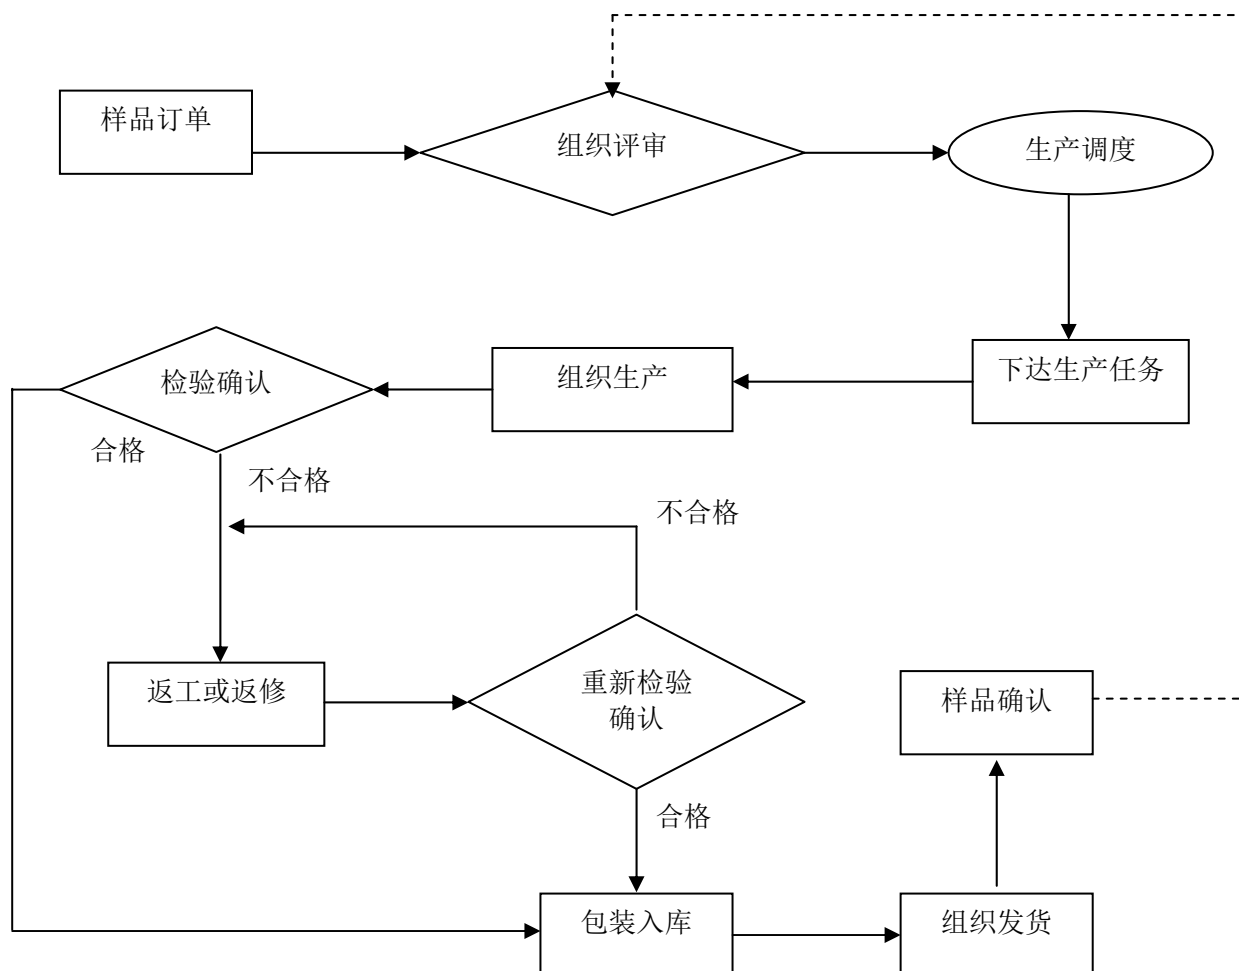 样品订单
组织评审
生产调度
下达生产任务
组织生产
检验确认
合格
不合格
不合格
返工或返修
重新检验
确认
样品确认
合格
包装入库
组织发货